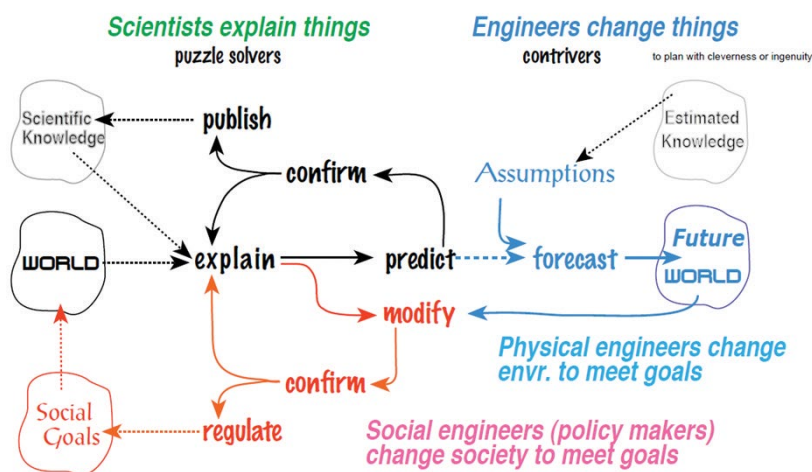 Scientists explain things
Engineers change things
puzzle solvers
contrivers
to plan with cleverness or ingenuity
Scientific
Knowledge
publish
Estimated
Knowledge
confirm
Assumptions
WORLD
explain
predict
forecast
Future
WORLD
modify
Physical engineers change
envr. to meet goals
confirm
Social
Goals
regulate
Social engineers (policy makers)
change society to meet goals